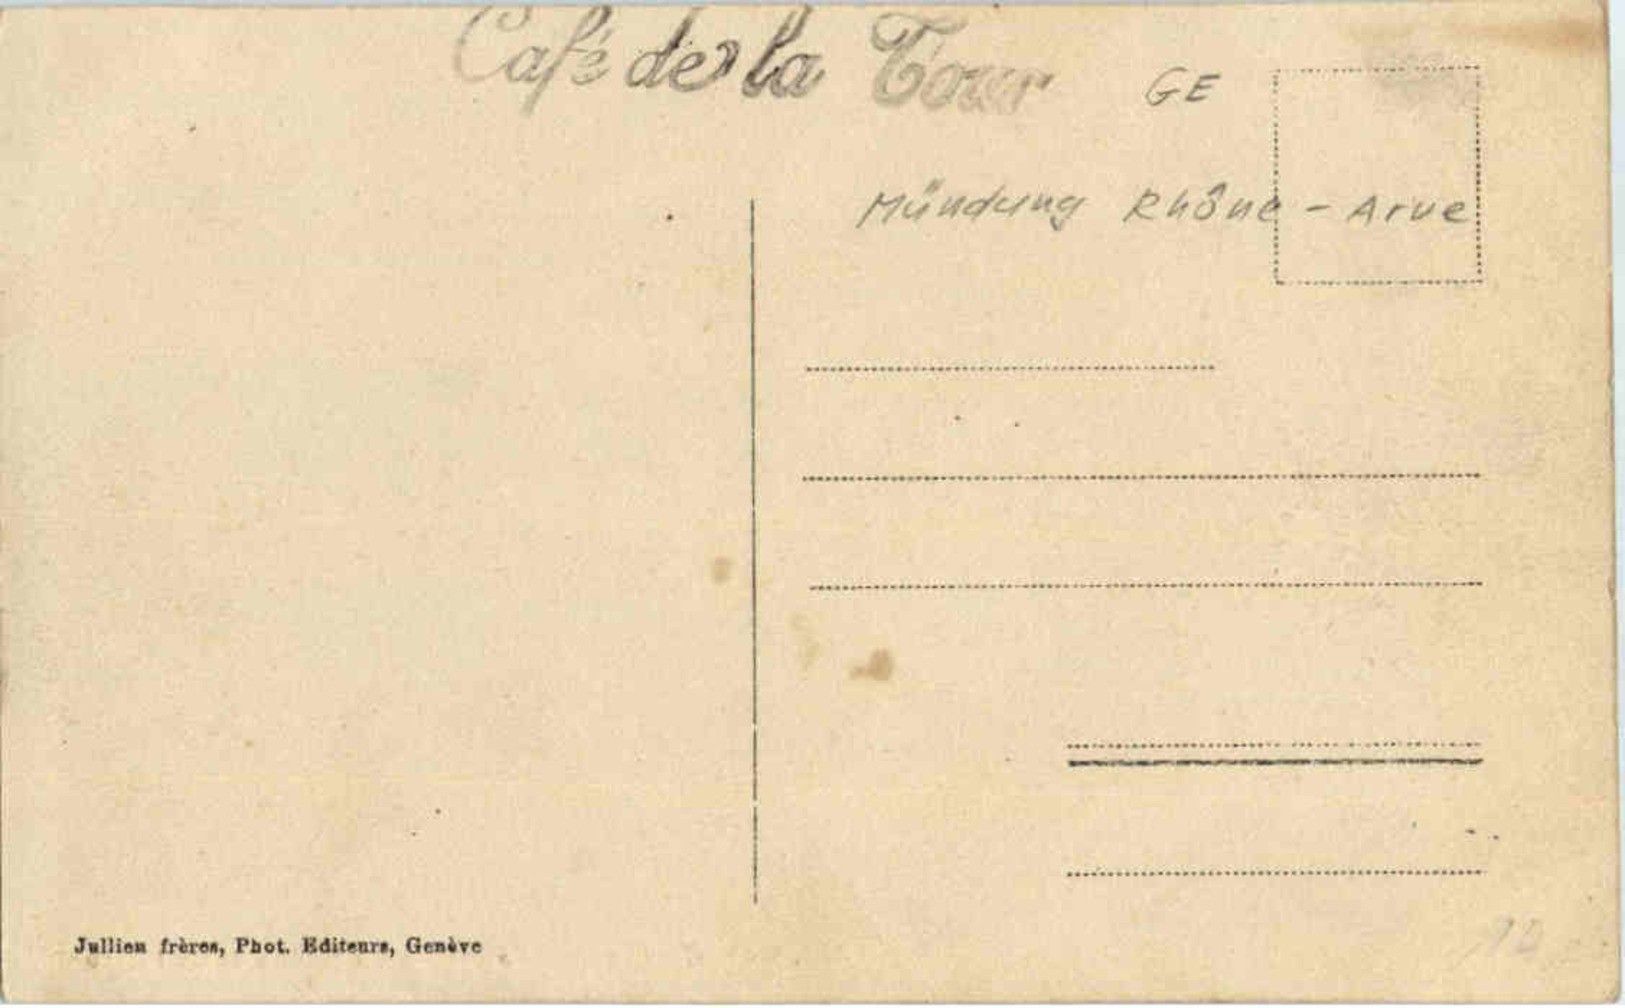 Café de la Tour
GE
Mündung Rhône - Arve
Jullien frères, Phot. Editeurs, Genève